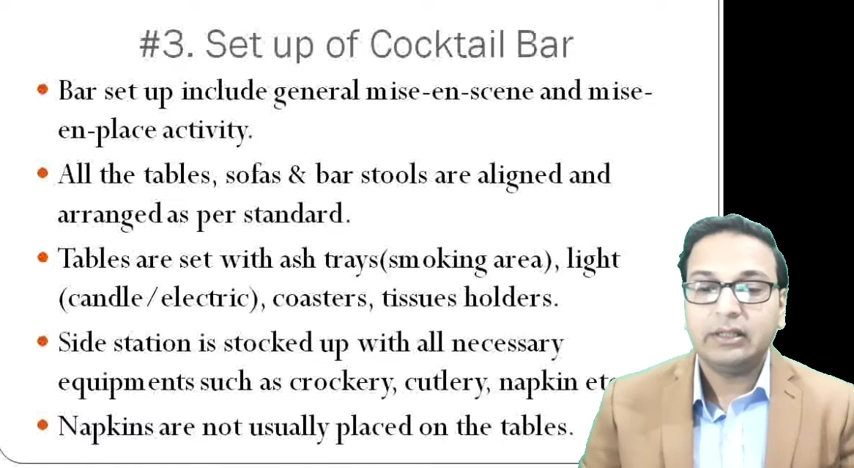 #3. Set up of Cocktail Bar
• Bar set up include general mise-en-scene and mise-
en-place activity.
• All the tables, sofas & bar stools are aligned and
arranged as per standard.
• Tables are set with ash trays(smoking area), light
(candle/electric), coasters, tissues holders.
• Side station is stocked up with all necessary
equipments such as crockery, cutlery, napkin etc
• Napkins are not usually placed on the tables.